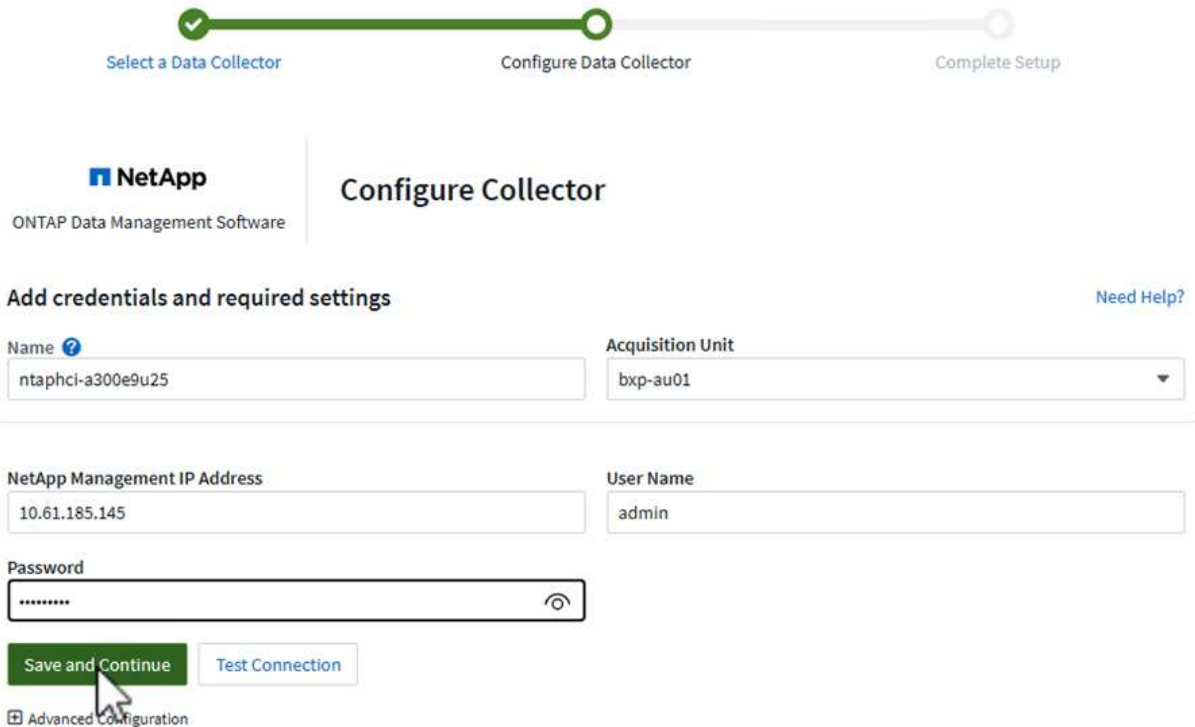 Select a Data Collector
Configure Data Collector
Complete Setup
NetApp
ONTAP Data Management Software
Configure Collector
Add credentials and required settings
Need Help?
Name ?
Acquisition Unit
ntaphci-a300e9u25
bxp-au01
NetApp Management IP Address
User Name
10.61.185.145
admin
Password
•••••••••
Save and Continue
Test Connection
Advanced Configuration